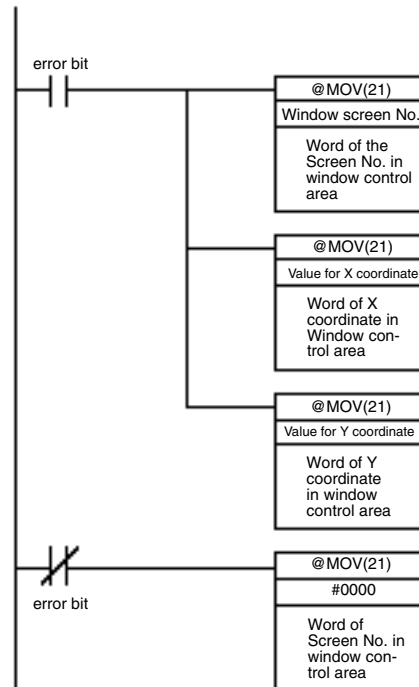 error bit
@MOV(21)
Window screen No.
Word of the
Screen No. in
window control
area
@MOV(21)
Value for X coordinate
Word of X
coordinate in
Window con-
trol area
@MOV(21)
Value for Y coordinate
Word of Y
coordinate
in window
control area
error bit
@MOV(21)
#0000
Word of
Screen No. in
window con-
trol area